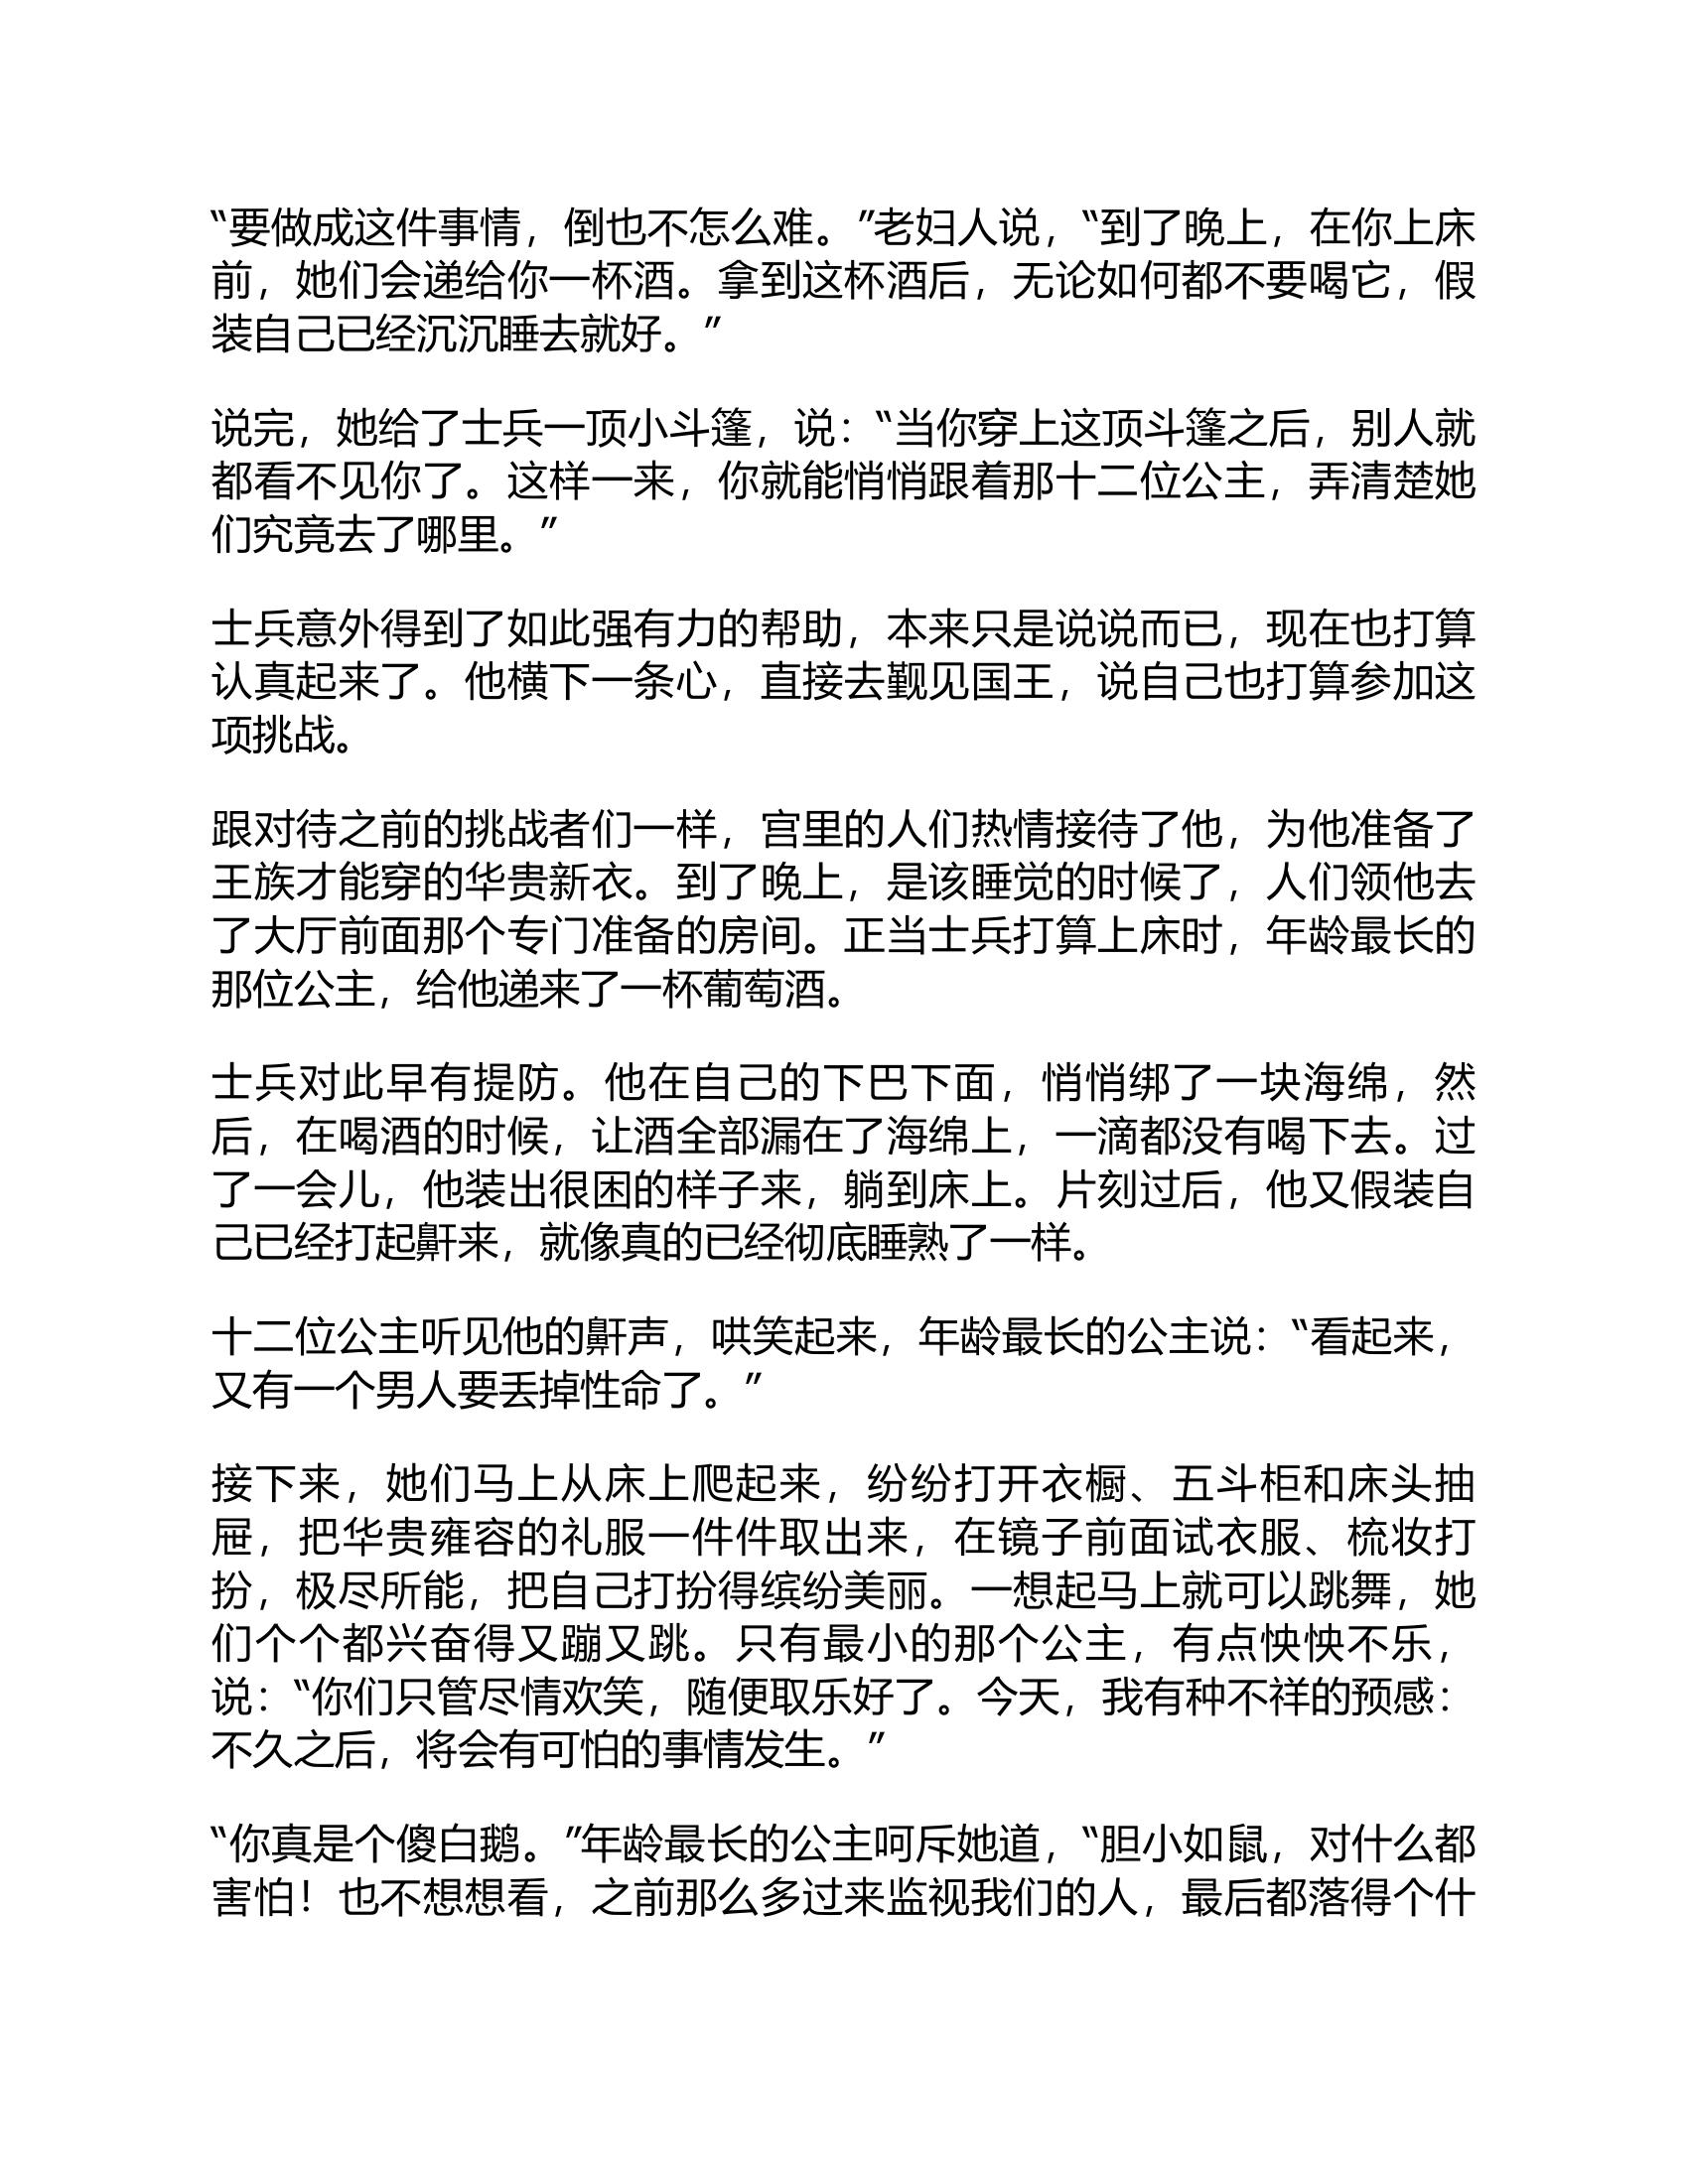 “要做成这件事情，倒也不怎么难。”老妇人说，“到了晚上，在你上床
前，她们会递给你一杯酒。拿到这杯酒后，无论如何都不要喝它，假
装自己已经沉沉睡去就好。”
说完，她给了士兵一顶小斗篷，说：“当你穿上这顶斗篷之后，别人就
都看不见你了。这样一来，你就能悄悄跟着那十二位公主，弄清楚她
们究竟去了哪里。”
士兵意外得到了如此强有力的帮助，本来只是说说而已，现在也打算
认真起来了。他横下一条心，直接去觐见国王，说自己也打算参加这
项挑战。
跟对待之前的挑战者们一样，宫里的人们热情接待了他，为他准备了
王族才能穿的华贵新衣。到了晚上，是该睡觉的时候了，人们领他去
了大厅前面那个专门准备的房间。正当士兵打算上床时，年龄最长的
那位公主，给他递来了一杯葡萄酒。
士兵对此早有提防。他在自己的下巴下面，悄悄绑了一块海绵，然
后，在喝酒的时候，让酒全部漏在了海绵上，一滴都没有喝下去。过
了一会儿，他装出很困的样子来，躺到床上。片刻过后，他又假装自
己已经打起鼾来，就像真的已经彻底睡熟了一样。
十二位公主听见他的鼾声，哄笑起来，年龄最长的公主说：“看起来，
又有一个男人要丢掉性命了。”
接下来，她们马上从床上爬起来，纷纷打开衣橱、五斗柜和床头抽
屉，把华贵雍容的礼服一件件取出来，在镜子前面试衣服、梳妆打
扮，极尽所能，把自己打扮得缤纷美丽。一想起马上就可以跳舞，她
们个个都兴奋得又蹦又跳。只有最小的那个公主，有点怏怏不乐，
说：“你们只管尽情欢笑，随便取乐好了。今天，我有种不祥的预感：
不久之后，将会有可怕的事情发生。”
“你真是个傻白鹅。”年龄最长的公主呵斥她道，“胆小如鼠，对什么都
害怕！也不想想看，之前那么多过来监视我们的人，最后都落得个什